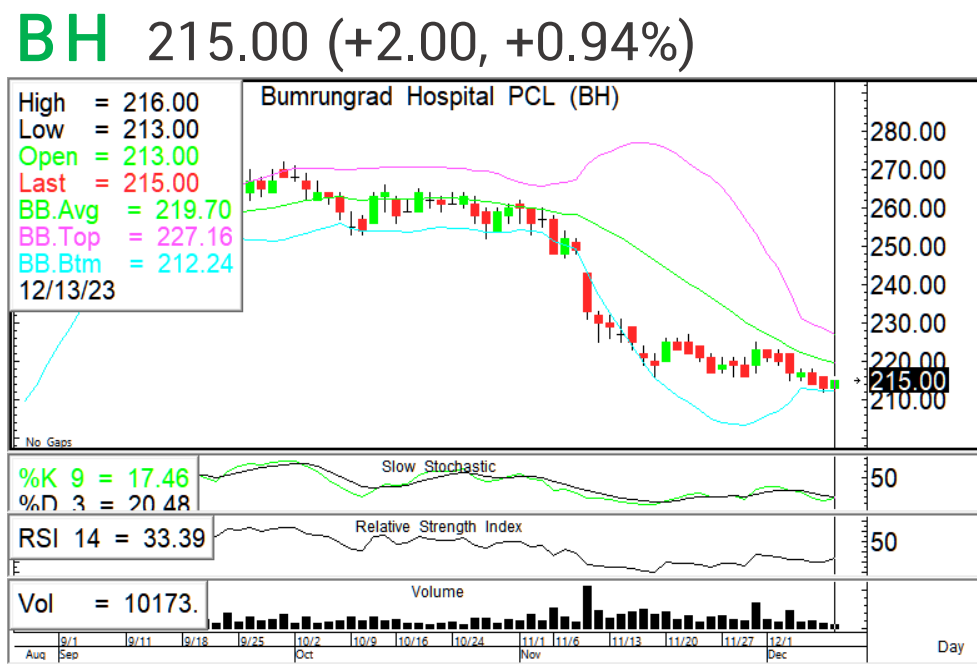 BH 215.00 (+2.00, +0.94%)
Bumrungrad Hospital PCL (BH)
High = 216.00
Low = 213.00
Open = 213.00
Last = 215.00
BB.Avg = 219.70
BB.Top = 227.16
BB.Btm = 212.24
12/13/23
280.00
270.00
260.00
250.00
240.00
230.00
220.00
215.00
210.00
No Gaps
Slow Stochastic
%K 9 = 17.46
%D 3 = 20.48
50
Relative Strength Index
RSI 14 = 33.39
50
Volume
Vol = 10173.
9/1 9/11 9/18 9/25 10/2 10/9 10/16 10/24 11/1 11/6 11/13 11/20 11/27 12/1
Aug Sep Oct Nov Dec Day